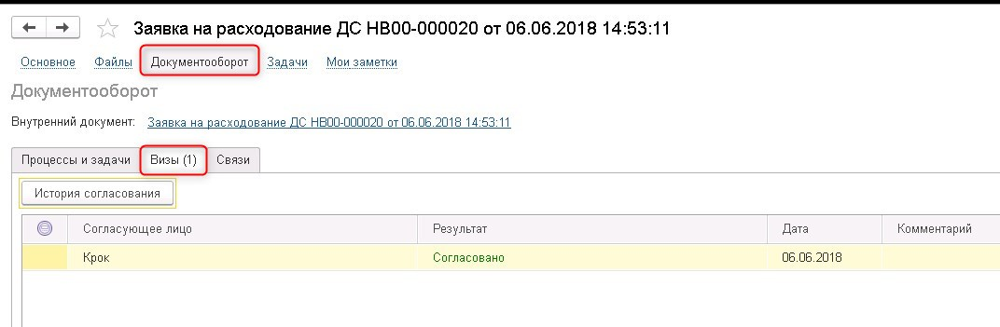 Заявка на расходование ДС НВ00-000020 от 06.06.2018 14:53:11
Основное Файлы Документооборот Задачи Мои заметки
Документооборот
Внутренний документ: Заявка на расходование ДС НВ00-000020 от 06.06.2018 14:53:11
Процессы и задачи Визы (1) Связи
История согласования
Согласующее лицо Результат Дата Комментарий
Крок Согласовано 06.06.2018